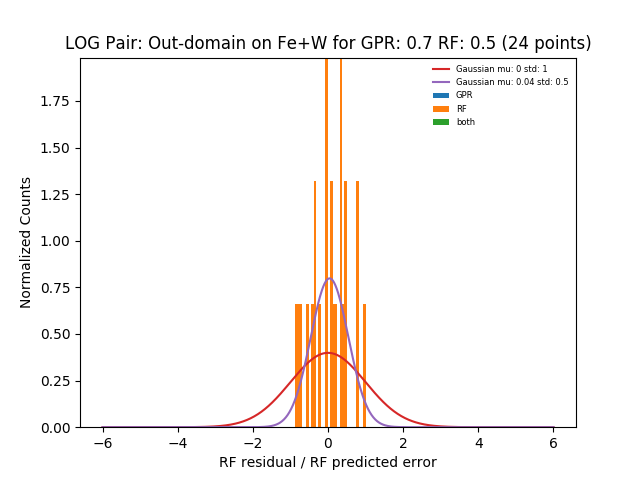 LOG Pair: Out-domain on Fe+W for GPR: 0.7 RF: 0.5 (24 points)
Gaussian mu: 0 std: 1
Gaussian mu: 0.04 std: 0.5
GPR
RF
both
Normalized Counts
1.75
1.50
1.25
1.00
0.75
0.50
0.25
0.00
−6 −4 −2 0 2 4 6
RF residual / RF predicted error